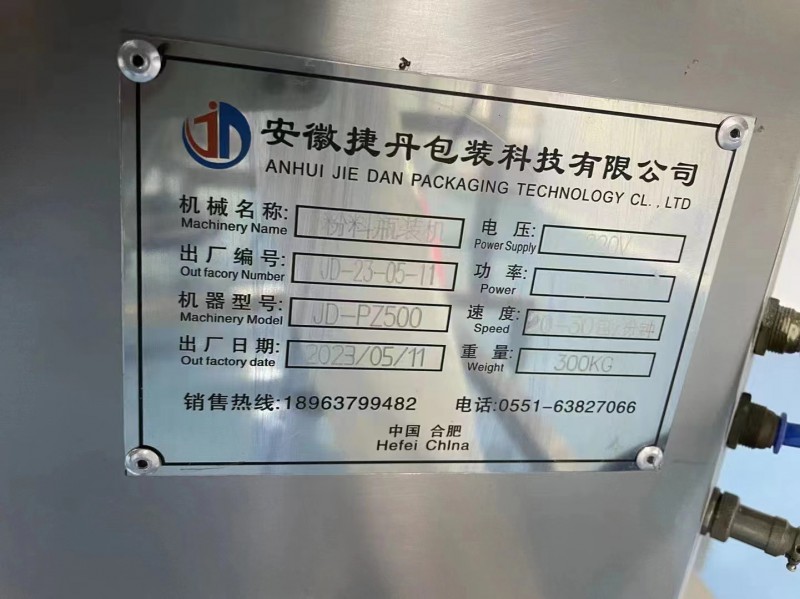 安徽捷丹包装科技有限公司
ANHUI JIE DAN PACKAGING TECHNOLOGY CL.,LTD
机械名称: 粉料瓶装机
Machinery Name
电压: 220V
Power Supply
出厂编号: JD-23-05-11
Out facory Number
功率:
Power
机器型号: JD-PZ500
Machinery Model
速度: 20-30
Speed
出厂日期: 2023/05/11
Out factory date
重量: 300KG
Weight
销售热线:18963799482 电话:0551-63827066
中国 合肥
Hefei China